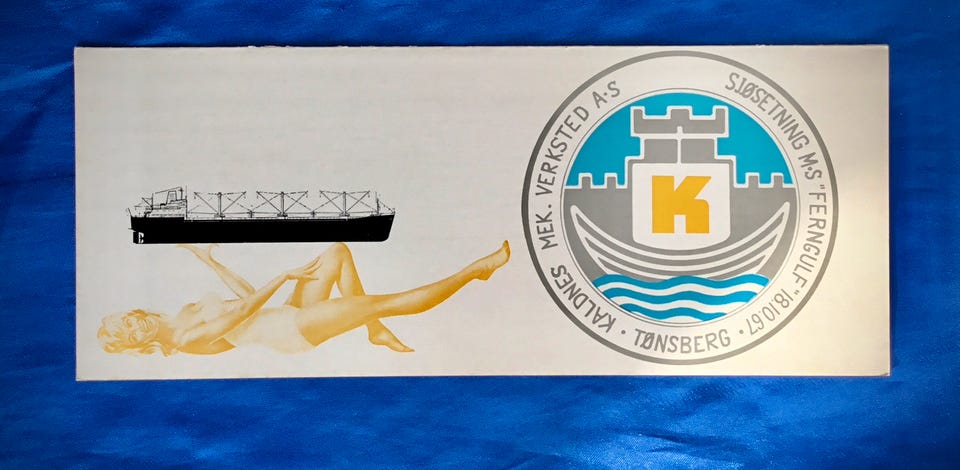 KALDNES MEK. VERKSTED A·S
SJØSETNING M·S "FERNGULF" 18.10.67
· TØNSBERG ·
K